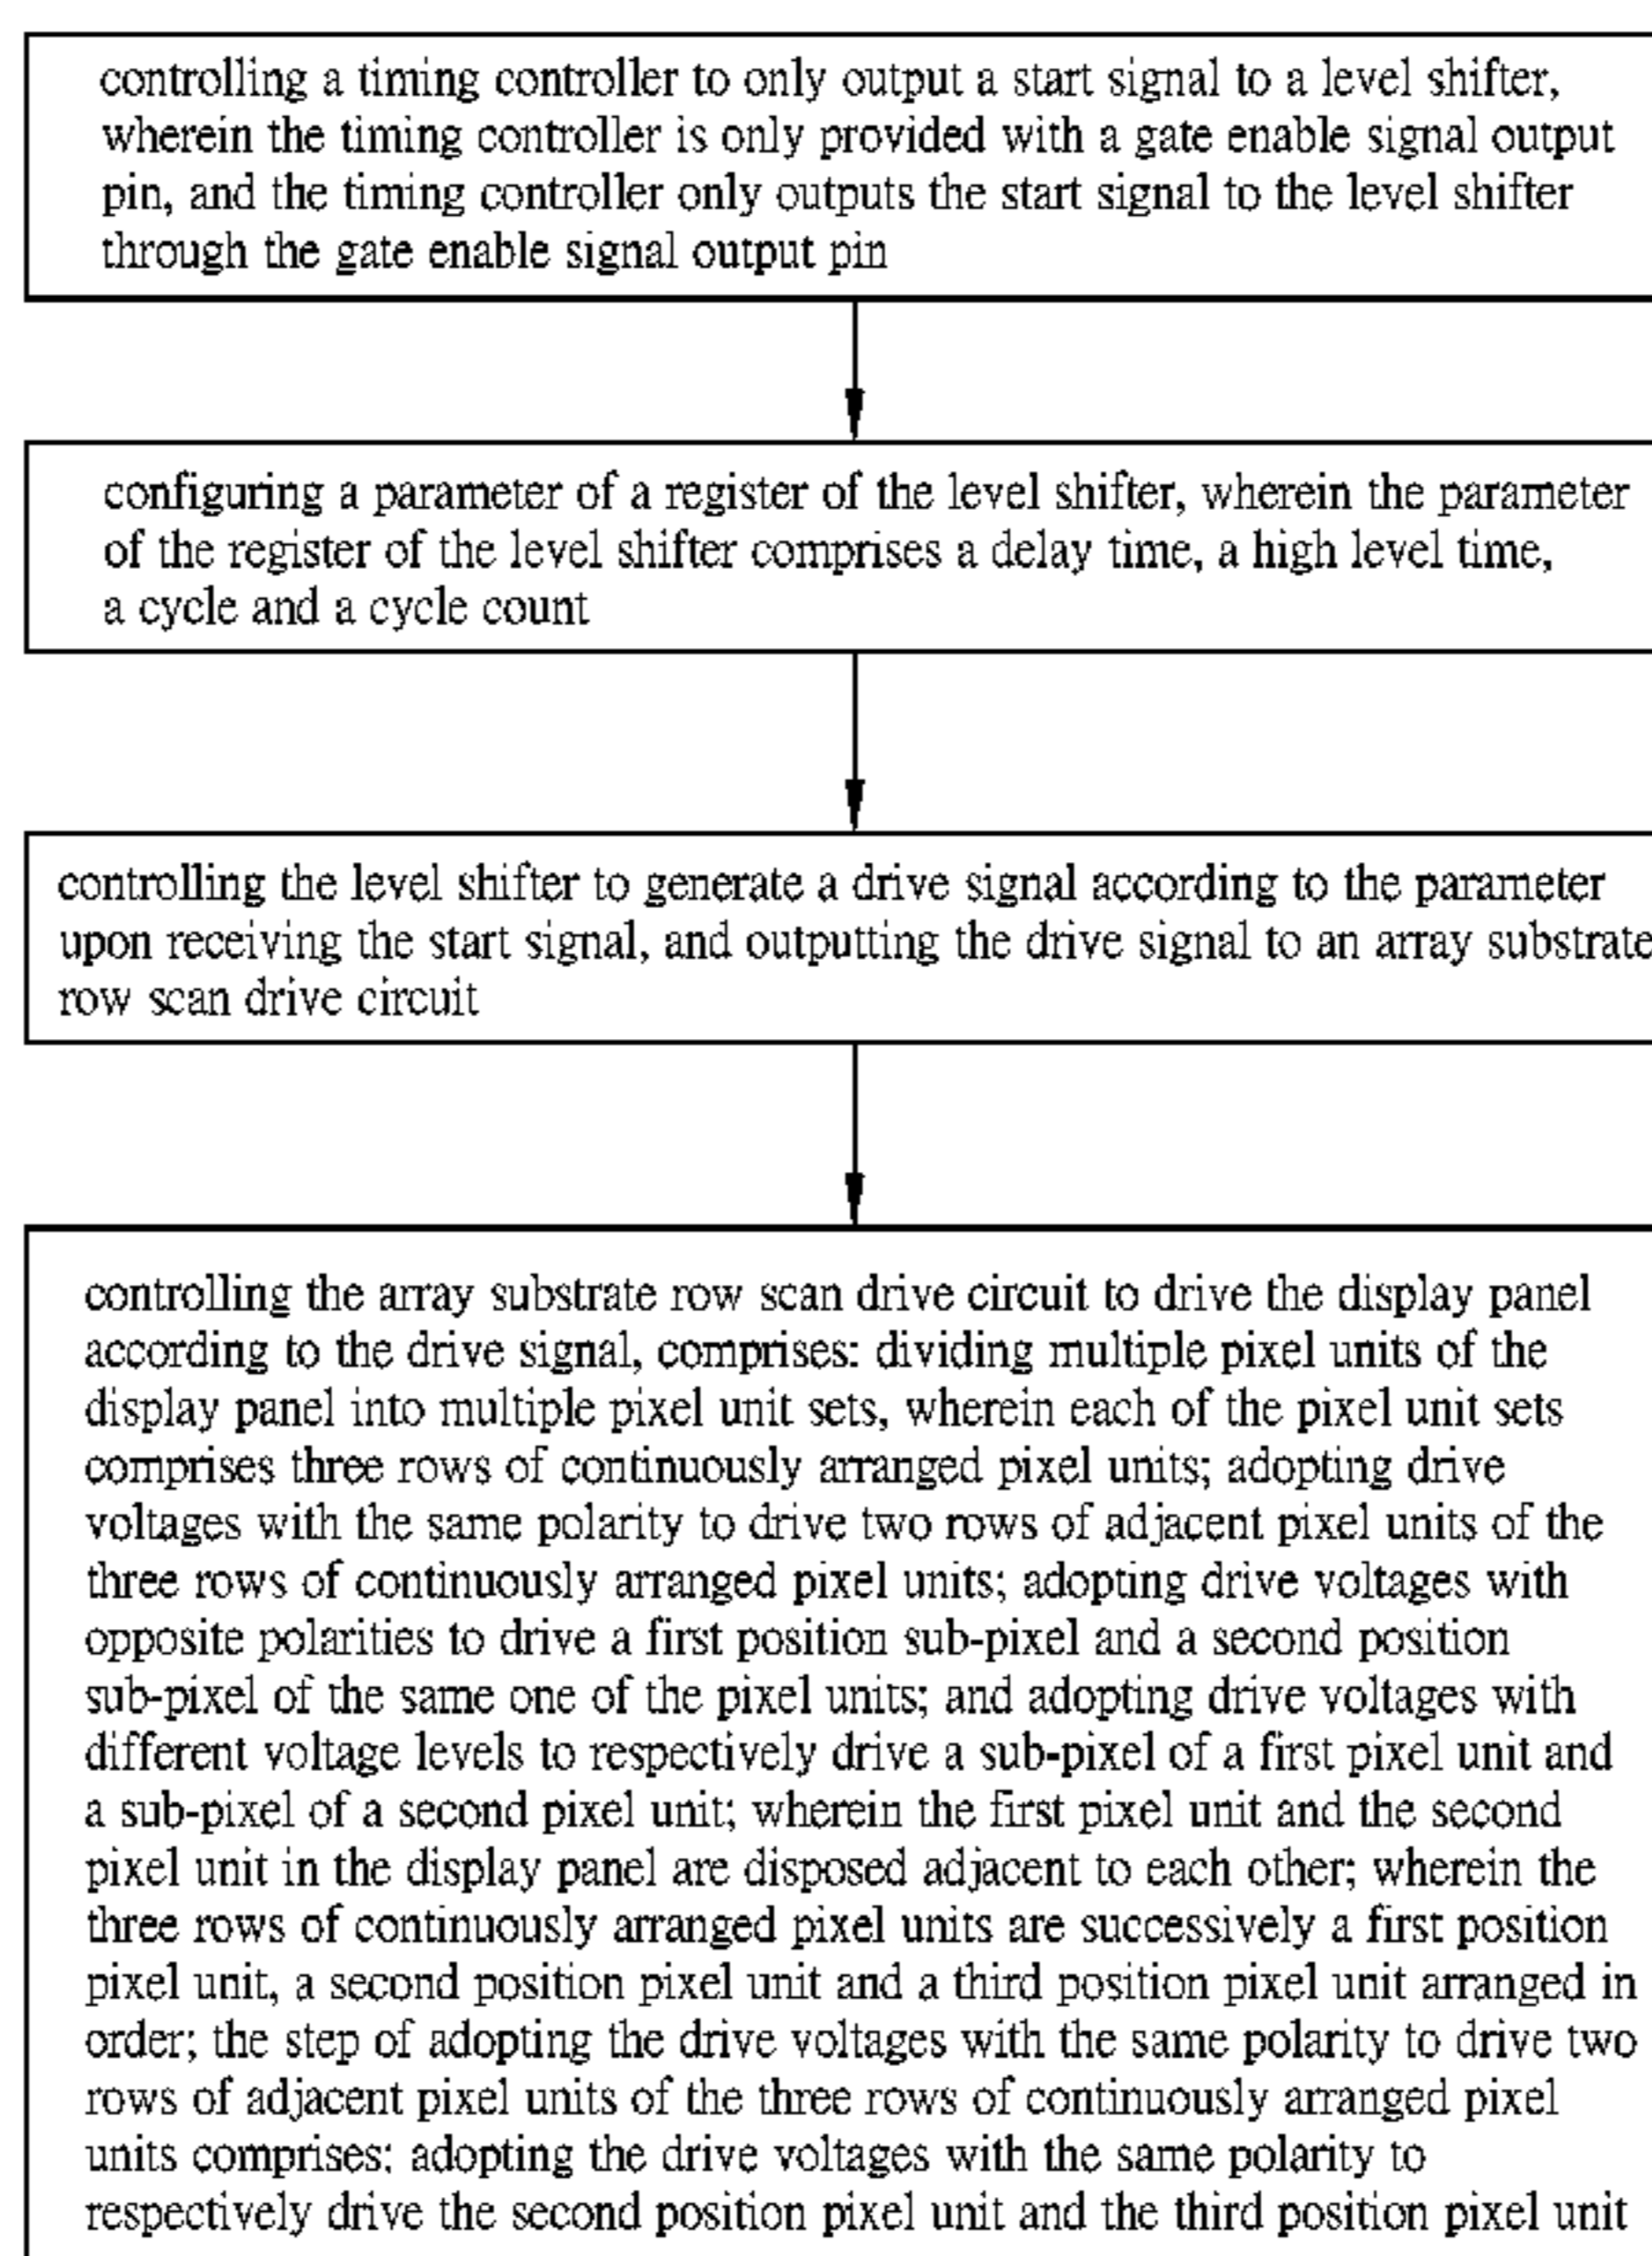 controlling a timing controller to only output a start signal to a level shifter,
wherein the timing controller is only provided with a gate enable signal output
pin, and the timing controller only outputs the start signal to the level shifter
through the gate enable signal output pin
configuring a parameter of a register of the level shifter, wherein the parameter
of the register of the level shifter comprises a delay time, a high level time,
a cycle and a cycle count
controlling the level shifter to generate a drive signal according to the parameter
upon receiving the start signal, and outputting the drive signal to an array substrate
row scan drive circuit
controlling the array substrate row scan drive circuit to drive the display panel
according to the drive signal, comprises: dividing multiple pixel units of the
display panel into multiple pixel unit sets, wherein each of the pixel unit sets
comprises three rows of continuously arranged pixel units; adopting drive
voltages with the same polarity to drive two rows of adjacent pixel units of the
three rows of continuously arranged pixel units; adopting drive voltages with
opposite polarities to drive a first position sub-pixel and a second position
sub-pixel of the same one of the pixel units; and adopting drive voltages with
different voltage levels to respectively drive a sub-pixel of a first pixel unit and
a sub-pixel of a second pixel unit; wherein the first pixel unit and the second
pixel unit in the display panel are disposed adjacent to each other; wherein the
three rows of continuously arranged pixel units are successively a first position
pixel unit, a second position pixel unit and a third position pixel unit arranged in
order; the step of adopting the drive voltages with the same polarity to drive two
rows of adjacent pixel units of the three rows of continuously arranged pixel
units comprises: adopting the drive voltages with the same polarity to
respectively drive the second position pixel unit and the third position pixel unit